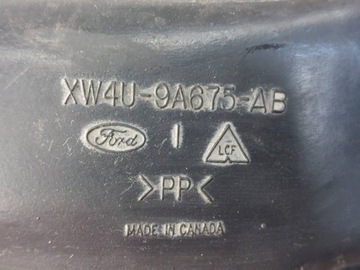 XW4U-9A675-AB
Ford I LCF
>PP<
MADE IN CANADA